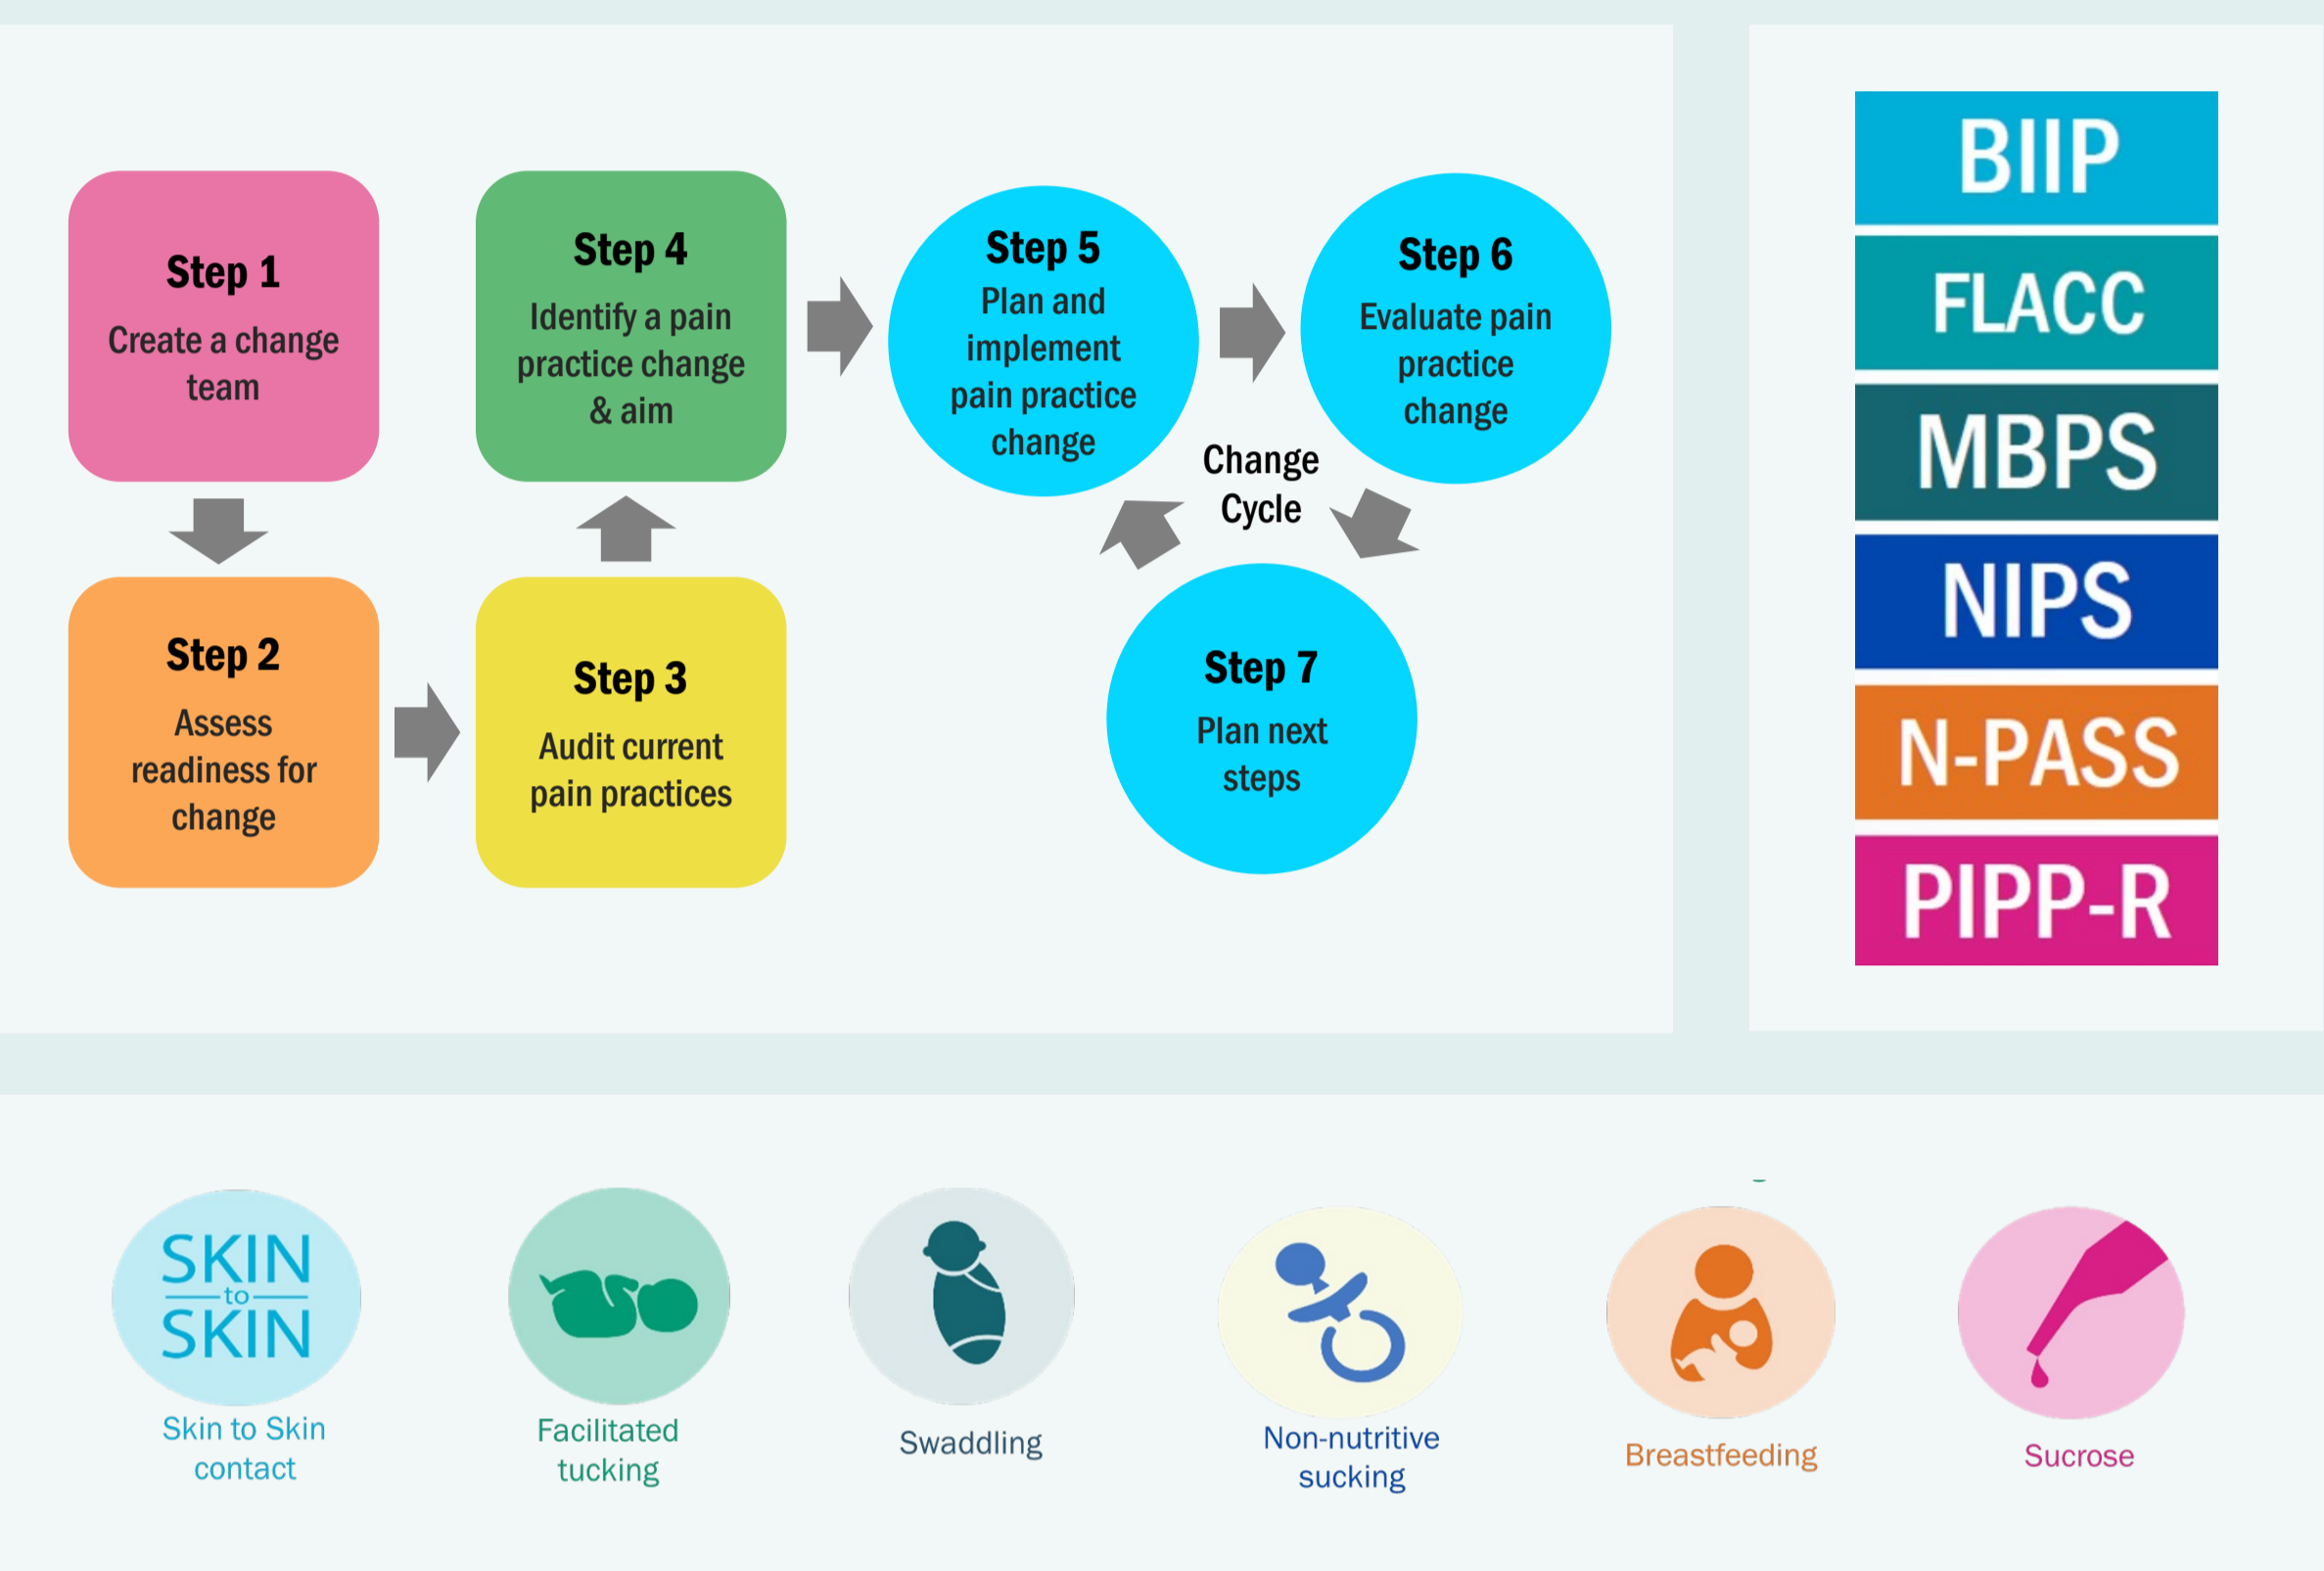 Step 1
Create a change
team
Step 2
Assess
readiness for
change
Step 3
Audit current
pain practices
Step 4
Identify a pain
practice change
& aim
Step 5
Plan and
implement
pain practice
change
Step 6
Evaluate pain
practice
change
Change
Cycle
Step 7
Plan next
steps
BIIP
FLACC
MBPS
NIPS
N-PASS
PIPP-R
SKIN
to
SKIN
Skin to Skin
contact
Facilitated
tucking
Swaddling
Non-nutritive
sucking
Breastfeeding
Sucrose